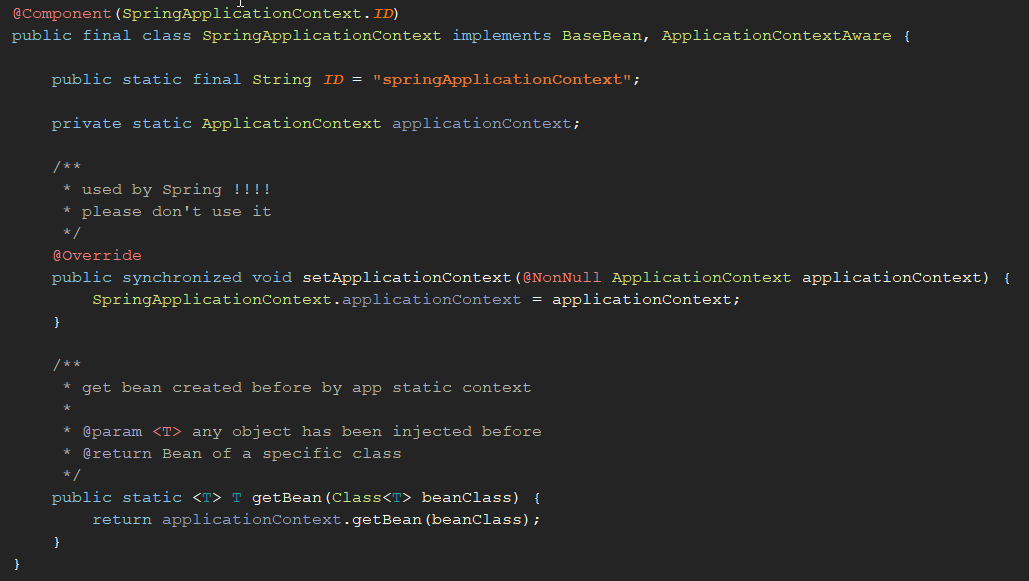 @Component(SpringApplicationContext.ID)
public final class SpringApplicationContext implements BaseBean, ApplicationContextAware {
public static final String ID = "springApplicationContext";
private static ApplicationContext applicationContext;
/**
* used by Spring !!!!
* please don't use it
*/
@Override
public synchronized void setApplicationContext(@NonNull ApplicationContext applicationContext) {
SpringApplicationContext.applicationContext = applicationContext;
}
/**
* get bean created before by app static context
*
* @param <T> any object has been injected before
* @return Bean of a specific class
*/
public static <T> T getBean(Class<T> beanClass) {
return applicationContext.getBean(beanClass);
}
}